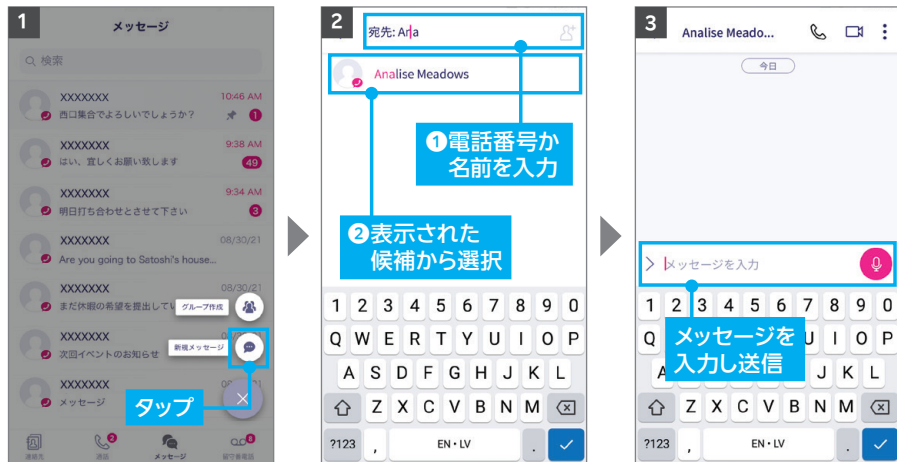 1
メッセージ
検索
XXXXXXX 10:46 AM
西口集合でよろしいでしょうか? 1
XXXXXXX 9:38 AM
はい、宜しくお願い致します 49
XXXXXXX 9:34 AM
明日打ち合わせとさせて下さい 3
XXXXXXX 08/30/21
Are you going to Satoshi's house...
XXXXXXX 08/30/21
まだ休暇の希望を提出してい
グループ作成
XXXXXXX
次回イベントのお知らせ
新規メッセージ
XXXXXXX
メッセージ
タップ
連絡先 通話 2 メッセージ 留守番電話 8
2
宛先: Ana
Analise Meadows
❶電話番号か
名前を入力
❷表示された
候補から選択
1 2 3 4 5 6 7 8 9 0
Q W E R T Y U I O P
A S D F G H J K L
Z X C V B N M
?123 , EN • LV .
3
Analise Meado...
今日
メッセージを入力
メッセージを
入力し送信
1 2 3 4 5 6 7 8 9 0
Q U I O P
A J K L
Z X C V B N M
?123 , EN • LV .